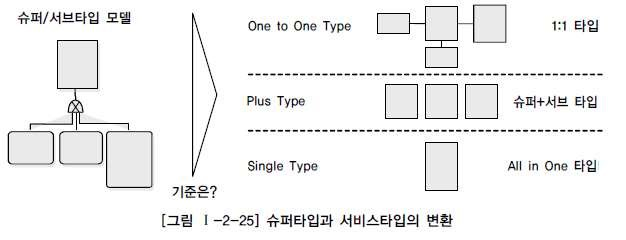 슈퍼/서브타입 모델
One to One Type
1:1 타입
Plus Type
슈퍼+서브 타입
Single Type
All in One 타입
기준은?
[그림 Ⅰ-2-25] 슈퍼타입과 서비스타입의 변환